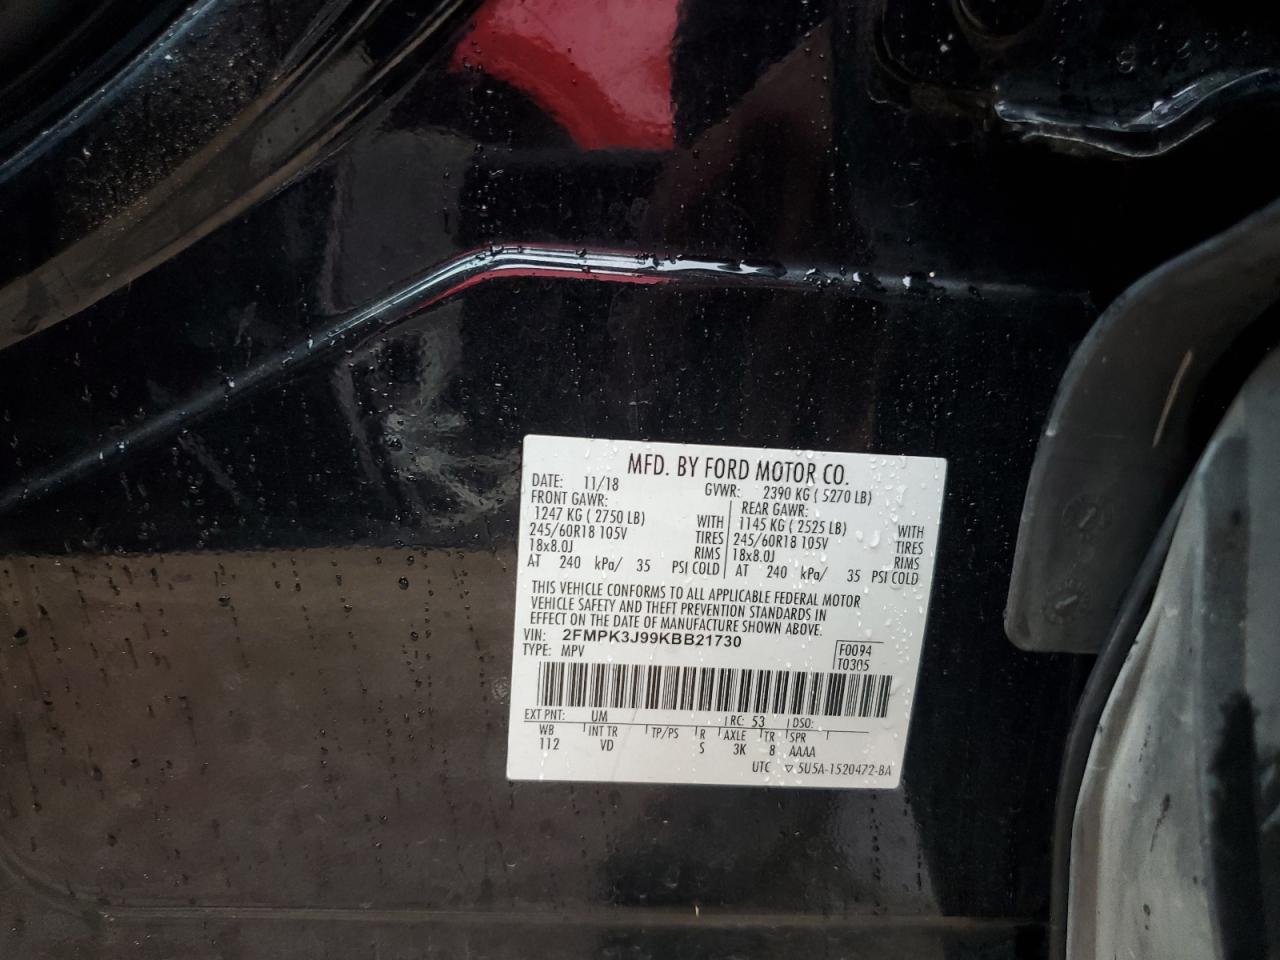 MFD. BY FORD MOTOR CO.
DATE: 11/18 GVWR: 2390 KG ( 5270 LB)
FRONT GAWR: REAR GAWR:
1247 KG ( 2750 LB) WITH 1145 KG ( 2525 LB) WITH
245/60R18 105V TIRES 245/60R18 105V TIRES
18x8.0J RIMS 18x8.0J RIMS
AT 240 kPa/ 35 PSI COLD AT 240 kPa/ 35 PSI COLD
THIS VEHICLE CONFORMS TO ALL APPLICABLE FEDERAL MOTOR
VEHICLE SAFETY AND THEFT PREVENTION STANDARDS IN
EFFECT ON THE DATE OF MANUFACTURE SHOWN ABOVE.
VIN: 2FMPK3J99KBB21730 F0094
TYPE: MPV T0305
EXT PNT: UM RC: 53 DSO:
WB INT TR TP/PS R AXLE TR SPR
112 VD S 3K 8 AAAA
UTC ▽ 5U5A-1520472-BA